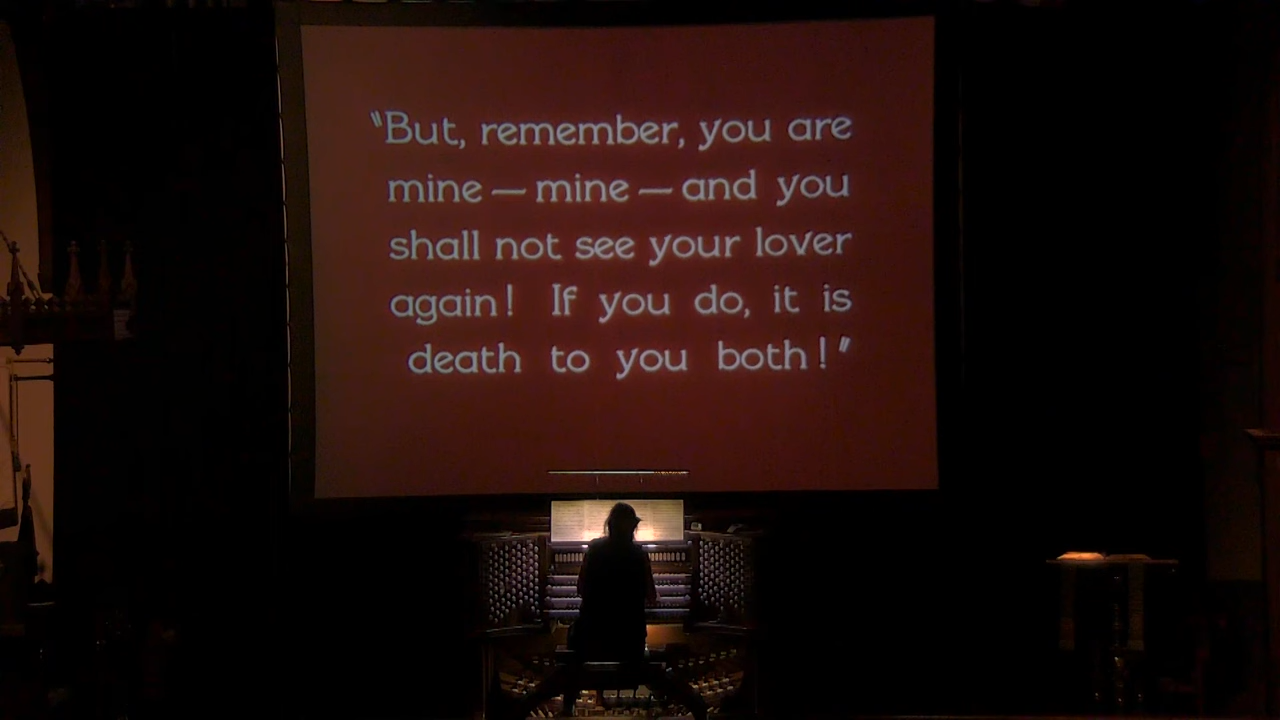 "But, remember, you are
mine — mine — and you
shall not see your lover
again! If you do, it is
death to you both!"